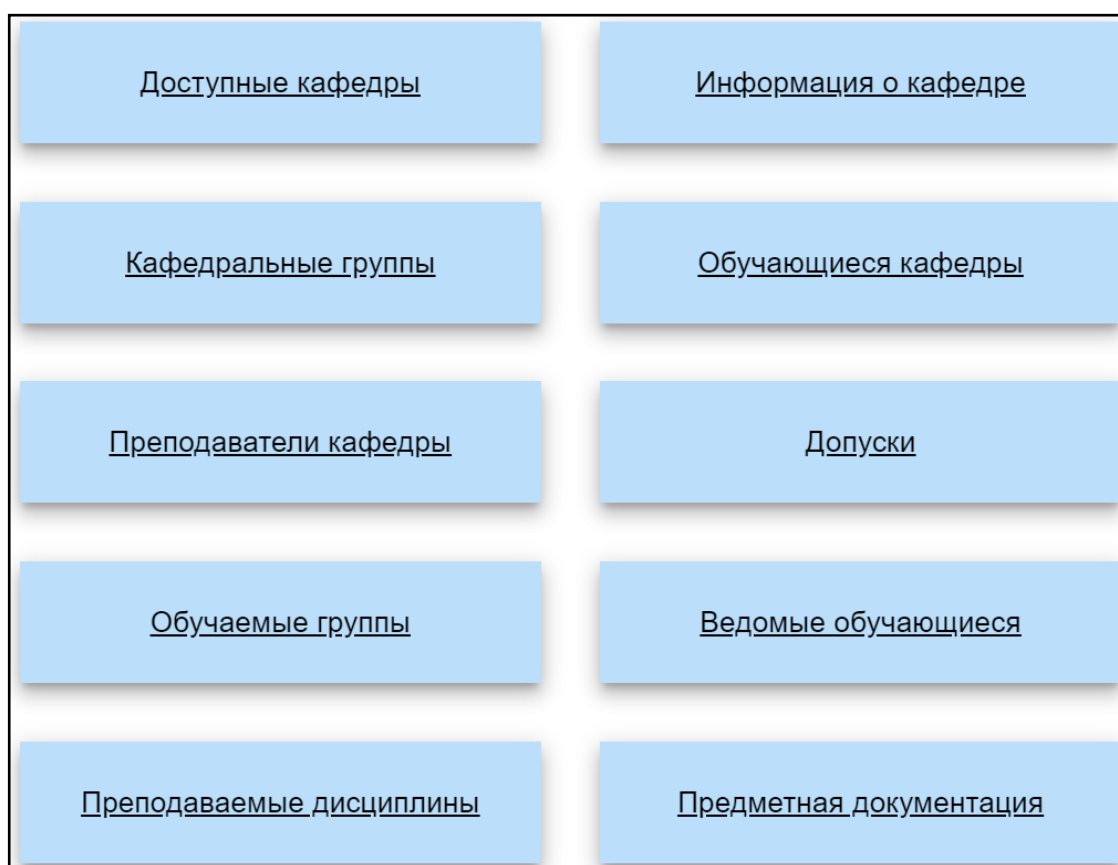 Доступные кафедры
Информация о кафедре
Кафедральные группы
Обучающиеся кафедры
Преподаватели кафедры
Допуски
Обучаемые группы
Ведомые обучающиеся
Преподаваемые дисциплины
Предметная документация